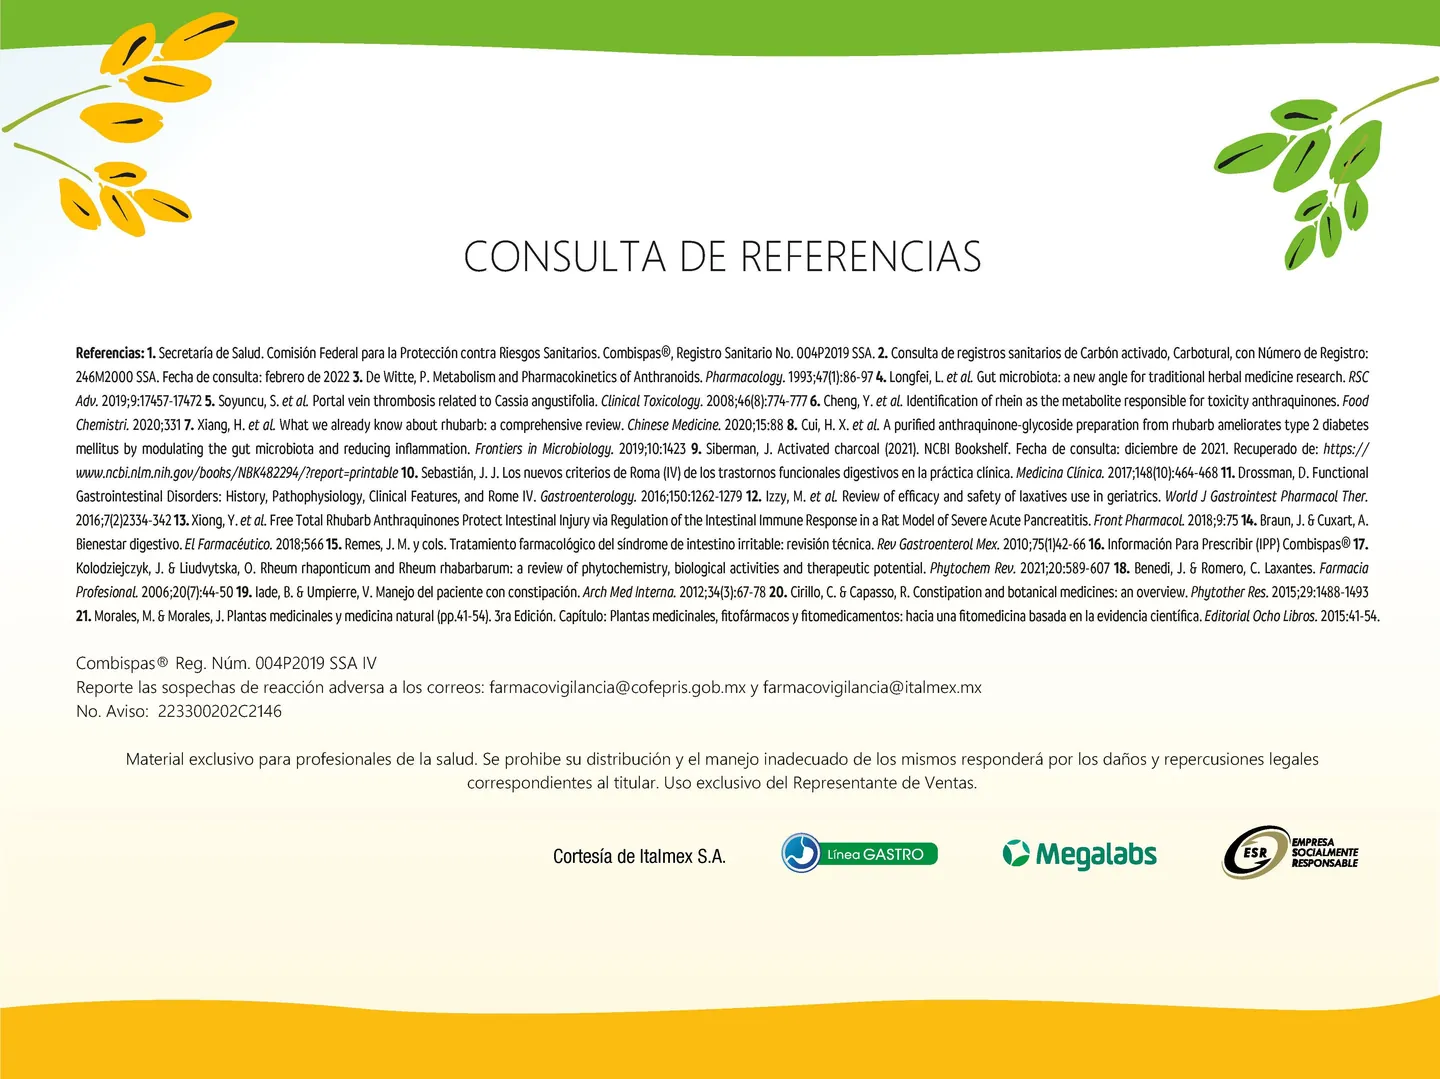 CONSULTA DE REFERENCIAS
Referencias: 1. Secretaría de Salud. Comisión Federal para la Protección contra Riesgos Sanitarios. Combispas®, Registro Sanitario No. 004P2019 SSA. 2. Consulta de registros sanitarios de Carbón activado, Carbotural, con Número de Registro:
246M2000 SSA. Fecha de consulta: febrero de 2022 3. De Witte, P. Metabolism and Pharmacokinetics of Anthranoids. Pharmacology. 1993;47(1):86-97 4. Longfei, L. et al. Gut microbiota: a new angle for traditional herbal medicine research. RSC
Adv. 2019;9:17457-17472 5. Soyuncu, S. et al. Portal vein thrombosis related to Cassia angustifolia. Clinical Toxicology. 2008;46(8):774-777 6. Cheng, Y. et al. Identification of rhein as the metabolite responsible for toxicity anthraquinones. Food
Chemistri. 2020;331 7. Xiang, H. et al. What we already know about rhubarb: a comprehensive review. Chinese Medicine. 2020;15:88 8. Cui, H. X. et al. A purified anthraquinone-glycoside preparation from rhubarb ameliorates type 2 diabetes
mellitus by modulating the gut microbiota and reducing inflammation. Frontiers in Microbiology. 2019;10:1423 9. Siberman, J. Activated charcoal (2021). NCBI Bookshelf. Fecha de consulta: diciembre de 2021. Recuperado de: https://
www.ncbi.nlm.nih.gov/books/NBK482294/?report=printable 10. Sebastián, J. J. Los nuevos criterios de Roma (IV) de los trastornos funcionales digestivos en la práctica clínica. Medicina Clínica. 2017;148(10):464-468 11. Drossman, D. Functional
Gastrointestinal Disorders: History, Pathophysiology, Clinical Features, and Rome IV. Gastroenterology. 2016;150:1262-1279 12. Izzy, M. et al. Review of efficacy and safety of laxatives use in geriatrics. World J Gastrointest Pharmacol Ther.
2016;7(2)2334-342 13. Xiong, Y. et al. Free Total Rhubarb Anthraquinones Protect Intestinal Injury via Regulation of the Intestinal Immune Response in a Rat Model of Severe Acute Pancreatitis. Front Pharmacol. 2018;9:75 14. Braun, J. & Cuxart, A.
Bienestar digestivo. El Farmacéutico. 2018;566 15. Remes, J. M. y cols. Tratamiento farmacológico del síndrome de intestino irritable: revisión técnica. Rev Gastroenterol Mex. 2010;75(1)42-66 16. Información Para Prescribir (IPP) Combispas® 17.
Kolodziejczyk, J. & Liudvytska, O. Rheum rhaponticum and Rheum rhabarbarum: a review of phytochemistry, biological activities and therapeutic potential. Phytochem Rev. 2021;20:589-607 18. Benedi, J. & Romero, C. Laxantes. Farmacia
Profesional. 2006;20(7):44-50 19. Iade, B. & Umpierre, V. Manejo del paciente con constipación. Arch Med Interna. 2012;34(3):67-78 20. Cirillo, C. & Capasso, R. Constipation and botanical medicines: an overview. Phytother Res. 2015;29:1488-1493
21. Morales, M. & Morales, J. Plantas medicinales y medicina natural (pp.41-54). 3ra Edición. Capítulo: Plantas medicinales, fitofármacos y fitomedicamentos: hacia una fitomedicina basada en la evidencia científica. Editorial Ocho Libros. 2015:41-54.
Combispas® Reg. Núm. 004P2019 SSA IV
Reporte las sospechas de reacción adversa a los correos: farmacovigilancia@cofepris.gob.mx y farmacovigilancia@italmex.mx
No. Aviso: 223300202C2146
Material exclusivo para profesionales de la salud. Se prohibe su distribución y el manejo inadecuado de los mismos responderá por los daños y repercusiones legales
correspondientes al titular. Uso exclusivo del Representante de Ventas.
Cortesía de Italmex S.A.
Línea GASTRO
Megalabs
ESR
EMPRESA
SOCIALMENTE
RESPONSABLE